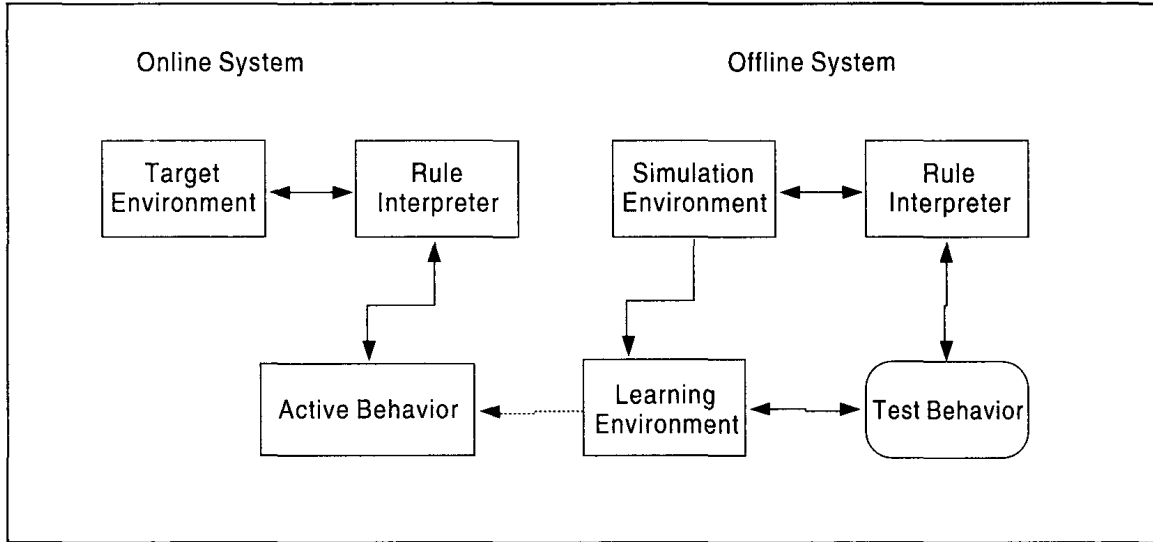 Online System
Offline System
Target
Environment
Rule
Interpreter
Simulation
Environment
Rule
Interpreter
Active Behavior
Learning
Environment
Test Behavior